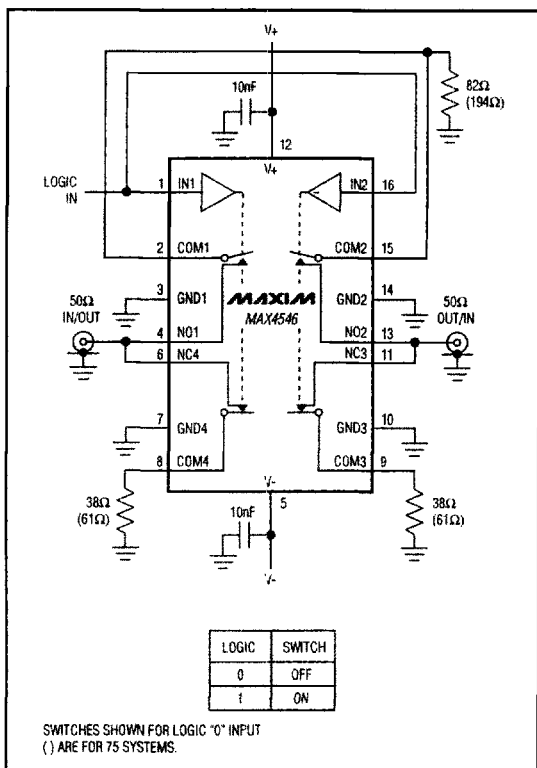 V+
10nF
82Ω
(194Ω)
12
V+
LOGIC
IN
1
IN1
IN2
16
2
COM1
COM2
15
3
GND1
MAXIM
GND2
14
50Ω
IN/OUT
MAX4546
50Ω
OUT/IN
4
NO1
NO2
13
6
NC4
NC3
11
7
GND4
GND3
10
8
COM4
COM3
9
V-
5
38Ω
(61Ω)
10nF
38Ω
(61Ω)
V-
LOGIC SWITCH
0 OFF
1 ON
SWITCHES SHOWN FOR LOGIC "0" INPUT
( ) ARE FOR 75 SYSTEMS.